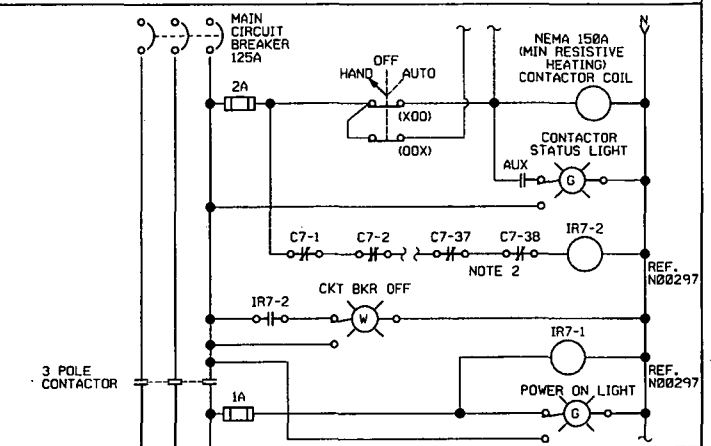 MAIN
CIRCUIT
BREAKER
125A
N
NEMA 150A
(MIN RESISTIVE
HEATING)
CONTACTOR COIL
OFF
HAND AUTO
2A
(XOO)
(OOX)
CONTACTOR
STATUS LIGHT
AUX
G
C7-1 C7-2 C7-37 C7-38 IR7-2
NOTE 2
REF.
N00297
CKT BKR OFF
IR7-2
W
IR7-1
3 POLE
CONTACTOR
REF.
N00297
POWER ON LIGHT
1A
G